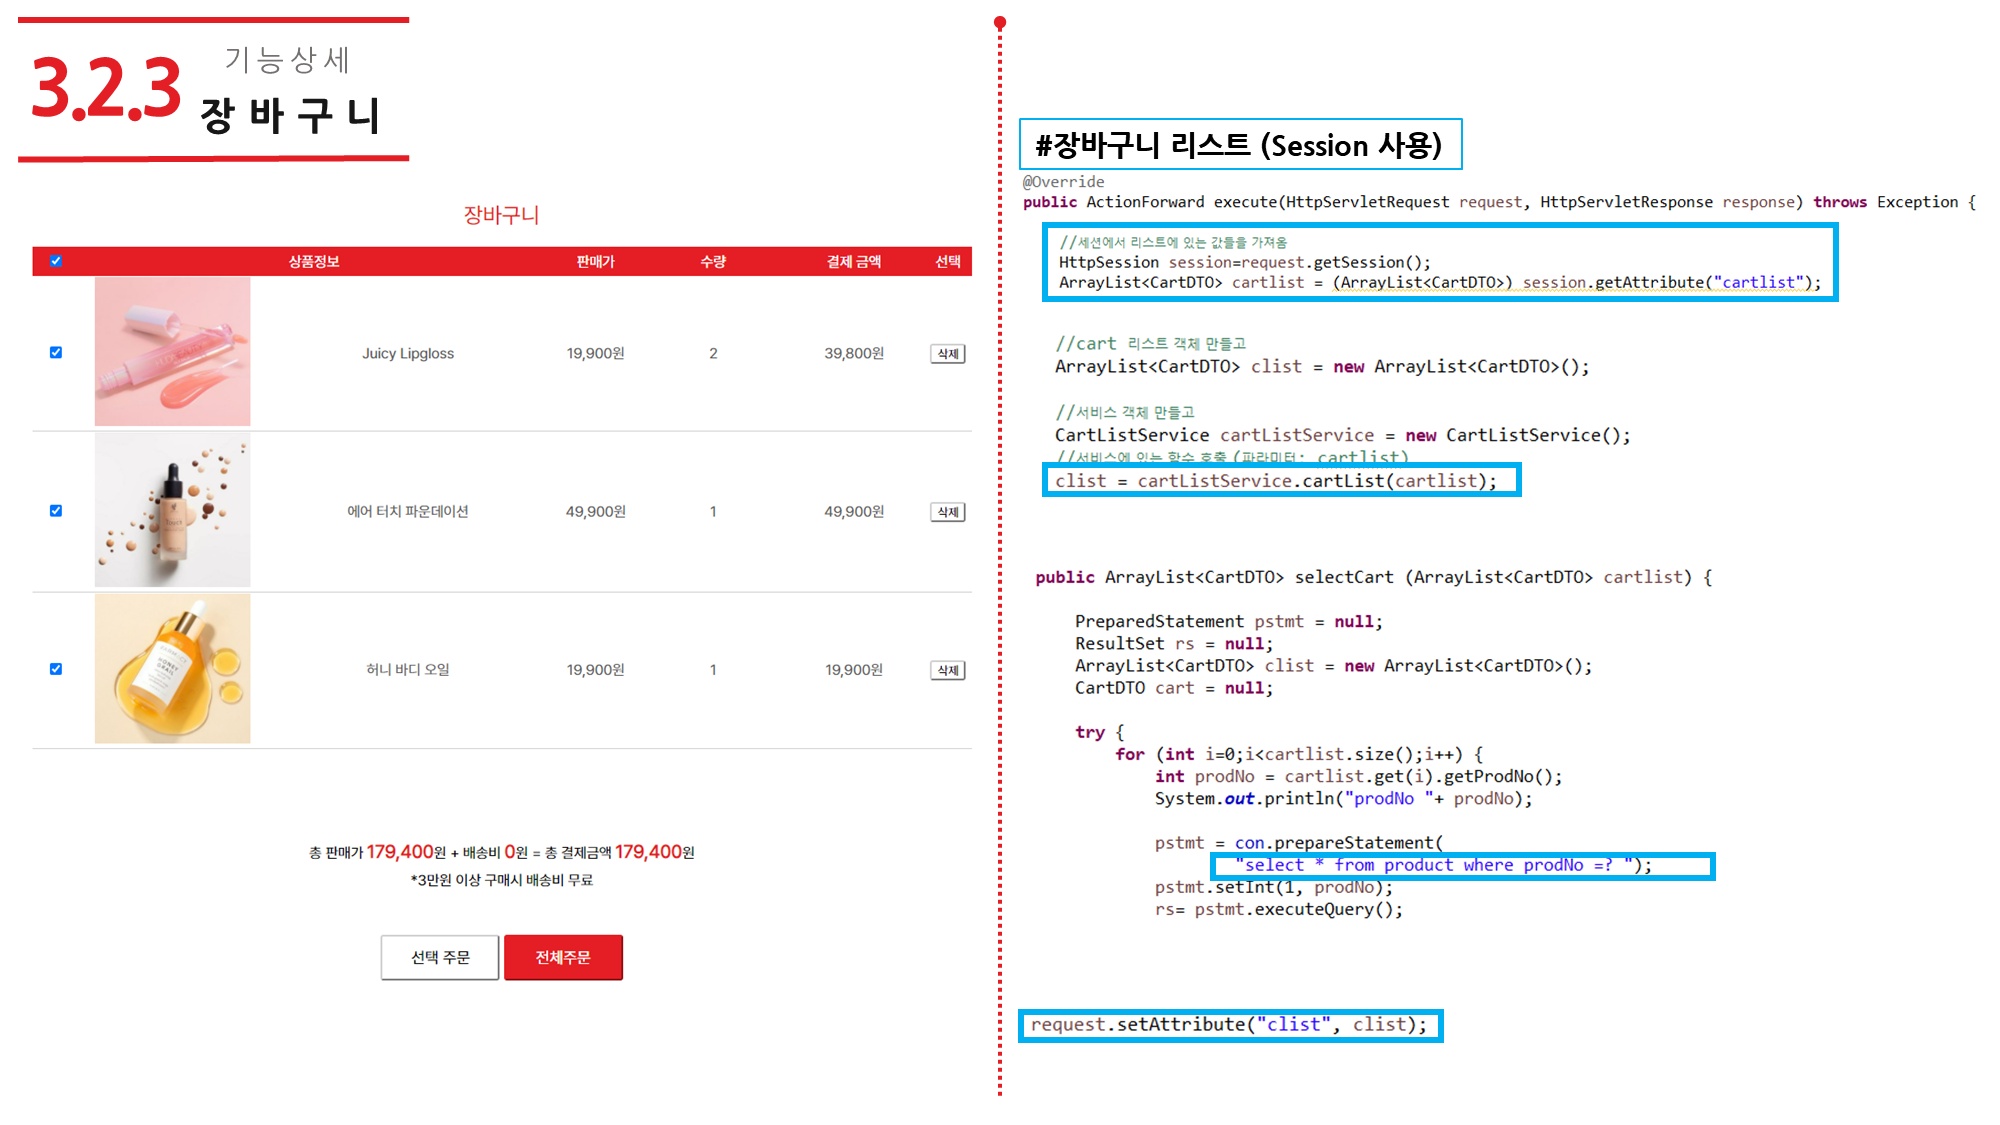 3.2.3
기능상세
장바구니
장바구니
상품정보 판매가 수량 결제 금액 선택
Juicy Lipgloss 19,900원 2 39,800원 삭제
에어 터치 파운데이션 49,900원 1 49,900원 삭제
허니 바디 오일 19,900원 1 19,900원 삭제
총 판매가 179,400원 + 배송비 0원 = 총 결제금액 179,400원
*3만원 이상 구매시 배송비 무료
선택 주문 전체주문
#장바구니 리스트 (Session 사용)
@Override
public ActionForward execute(HttpServletRequest request, HttpServletResponse response) throws Exception {
//세션에서 리스트에 있는 값들을 가져옴
HttpSession session=request.getSession();
ArrayList<CartDTO> cartlist = (ArrayList<CartDTO>) session.getAttribute("cartlist");
//cart 리스트 객체 만들고
ArrayList<CartDTO> clist = new ArrayList<CartDTO>();
//서비스 객체 만들고
CartListService cartListService = new CartListService();
//서비스에 있는 함수 호출(파라미터: cartlist)
clist = cartListService.cartList(cartlist);
public ArrayList<CartDTO> selectCart (ArrayList<CartDTO> cartlist) {
PreparedStatement pstmt = null;
ResultSet rs = null;
ArrayList<CartDTO> clist = new ArrayList<CartDTO>();
CartDTO cart = null;
try {
for (int i=0;i<cartlist.size();i++) {
int prodNo = cartlist.get(i).getProdNo();
System.out.println("prodNo "+ prodNo);
pstmt = con.prepareStatement(
"select * from product where prodNo =? ");
pstmt.setInt(1, prodNo);
rs= pstmt.executeQuery();
request.setAttribute("clist", clist);